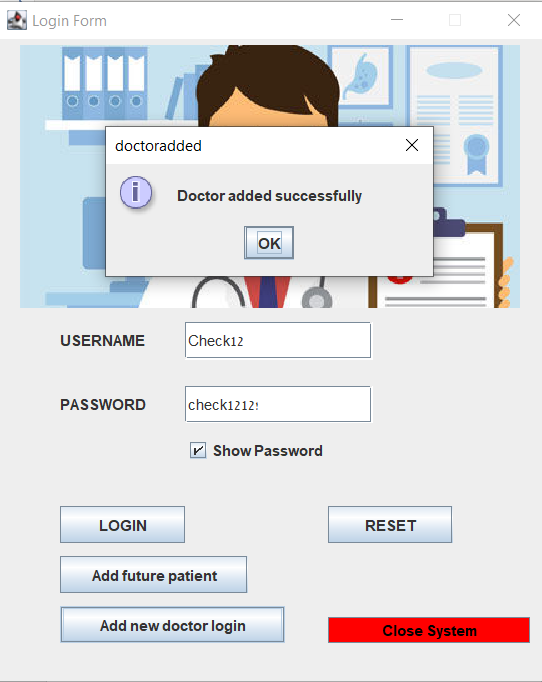 Login Form
doctoradded
Doctor added successfully
OK
USERNAME
Check12
PASSWORD
check1212!
Show Password
LOGIN
RESET
Add future patient
Add new doctor login
Close System